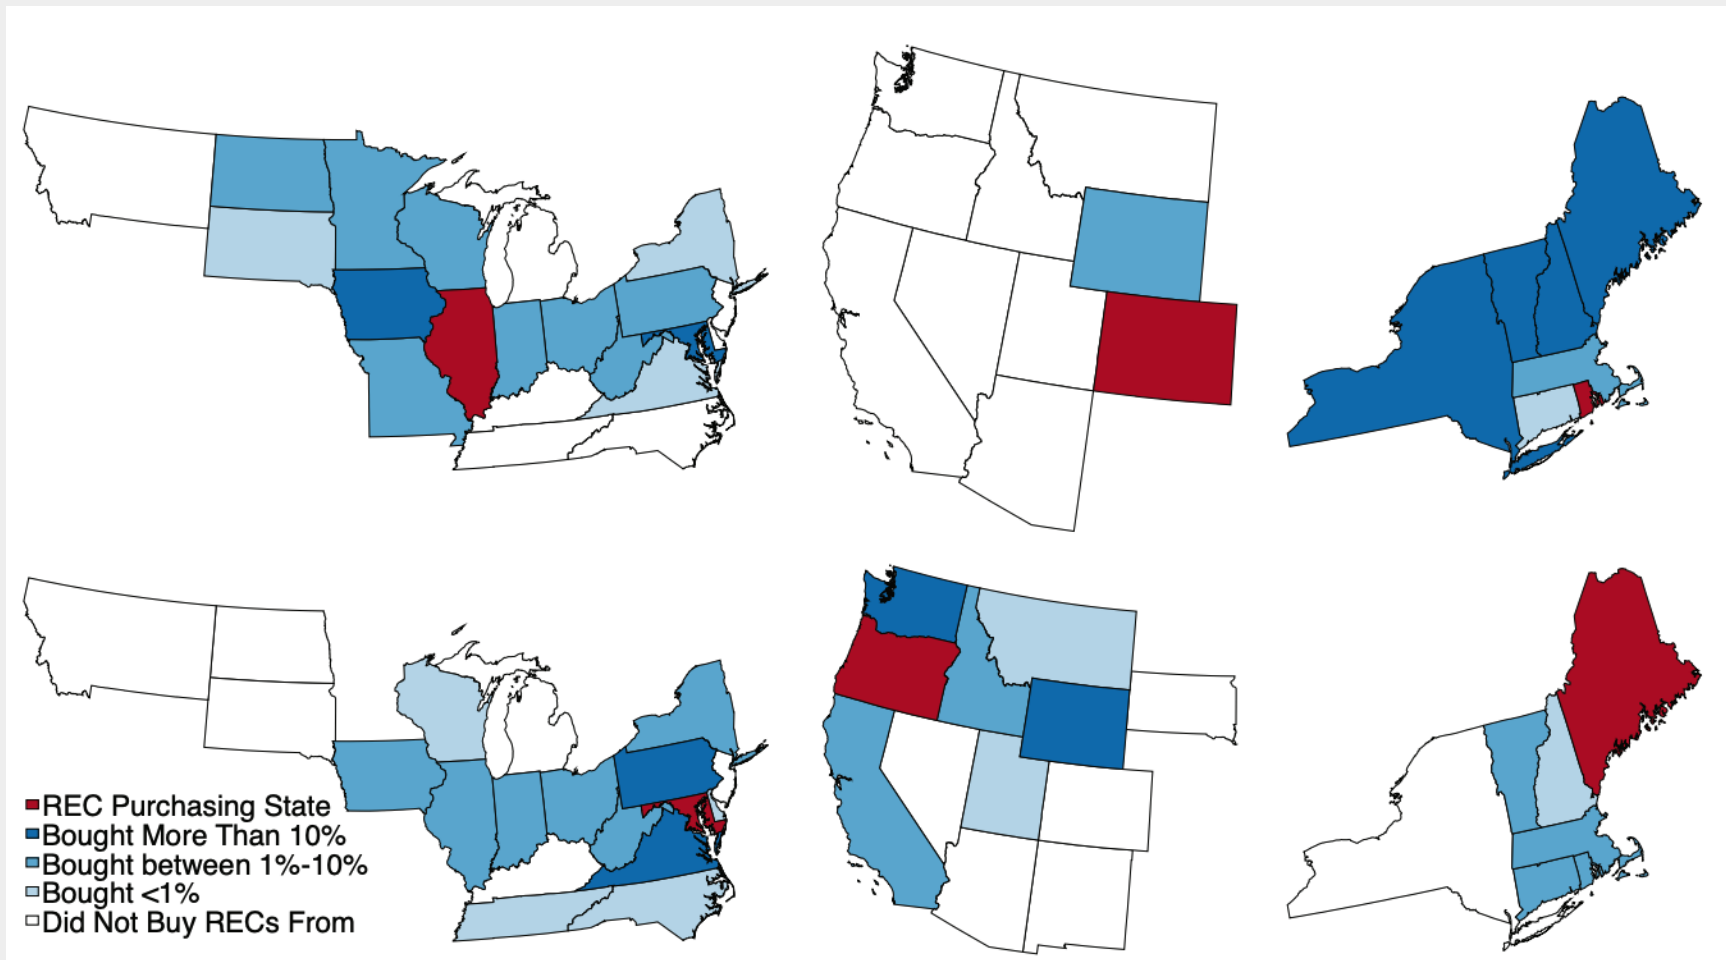 REC Purchasing State
Bought More Than 10%
Bought between 1%-10%
Bought <1%
Did Not Buy RECs From